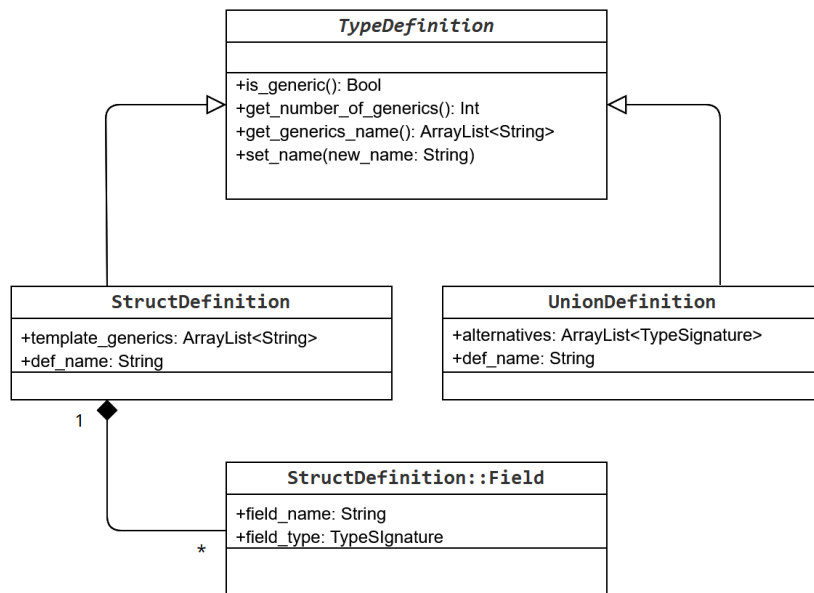 TypeDefinition
+is_generic(): Bool
+get_number_of_generics(): Int
+get_generics_name(): ArrayList<String>
+set_name(new_name: String)
StructDefinition
+template_generics: ArrayList<String>
+def_name: String
UnionDefinition
+alternatives: ArrayList<TypeSignature>
+def_name: String
1
StructDefinition::Field
+field_name: String
+field_type: TypeSIgnature
*